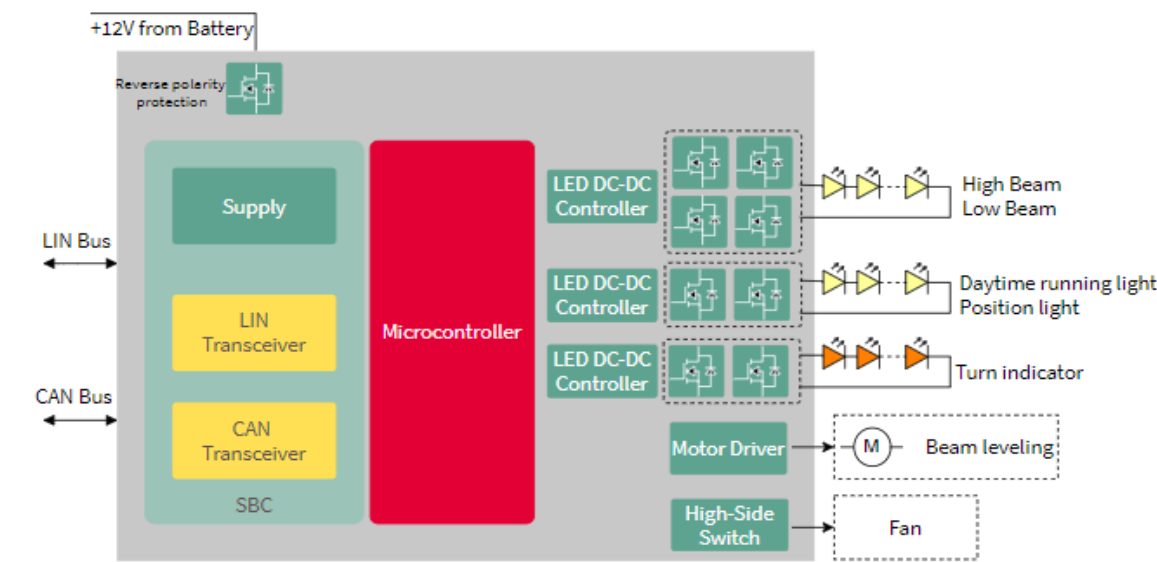 +12V from Battery
Reverse polarity
protection
Supply
LIN Bus
LIN
Transceiver
CAN Bus
CAN
Transceiver
SBC
Microcontroller
LED DC-DC
Controller
High Beam
Low Beam
LED DC-DC
Controller
Daytime running light
Position light
LED DC-DC
Controller
Turn indicator
Motor Driver
M
Beam leveling
High-Side
Switch
Fan